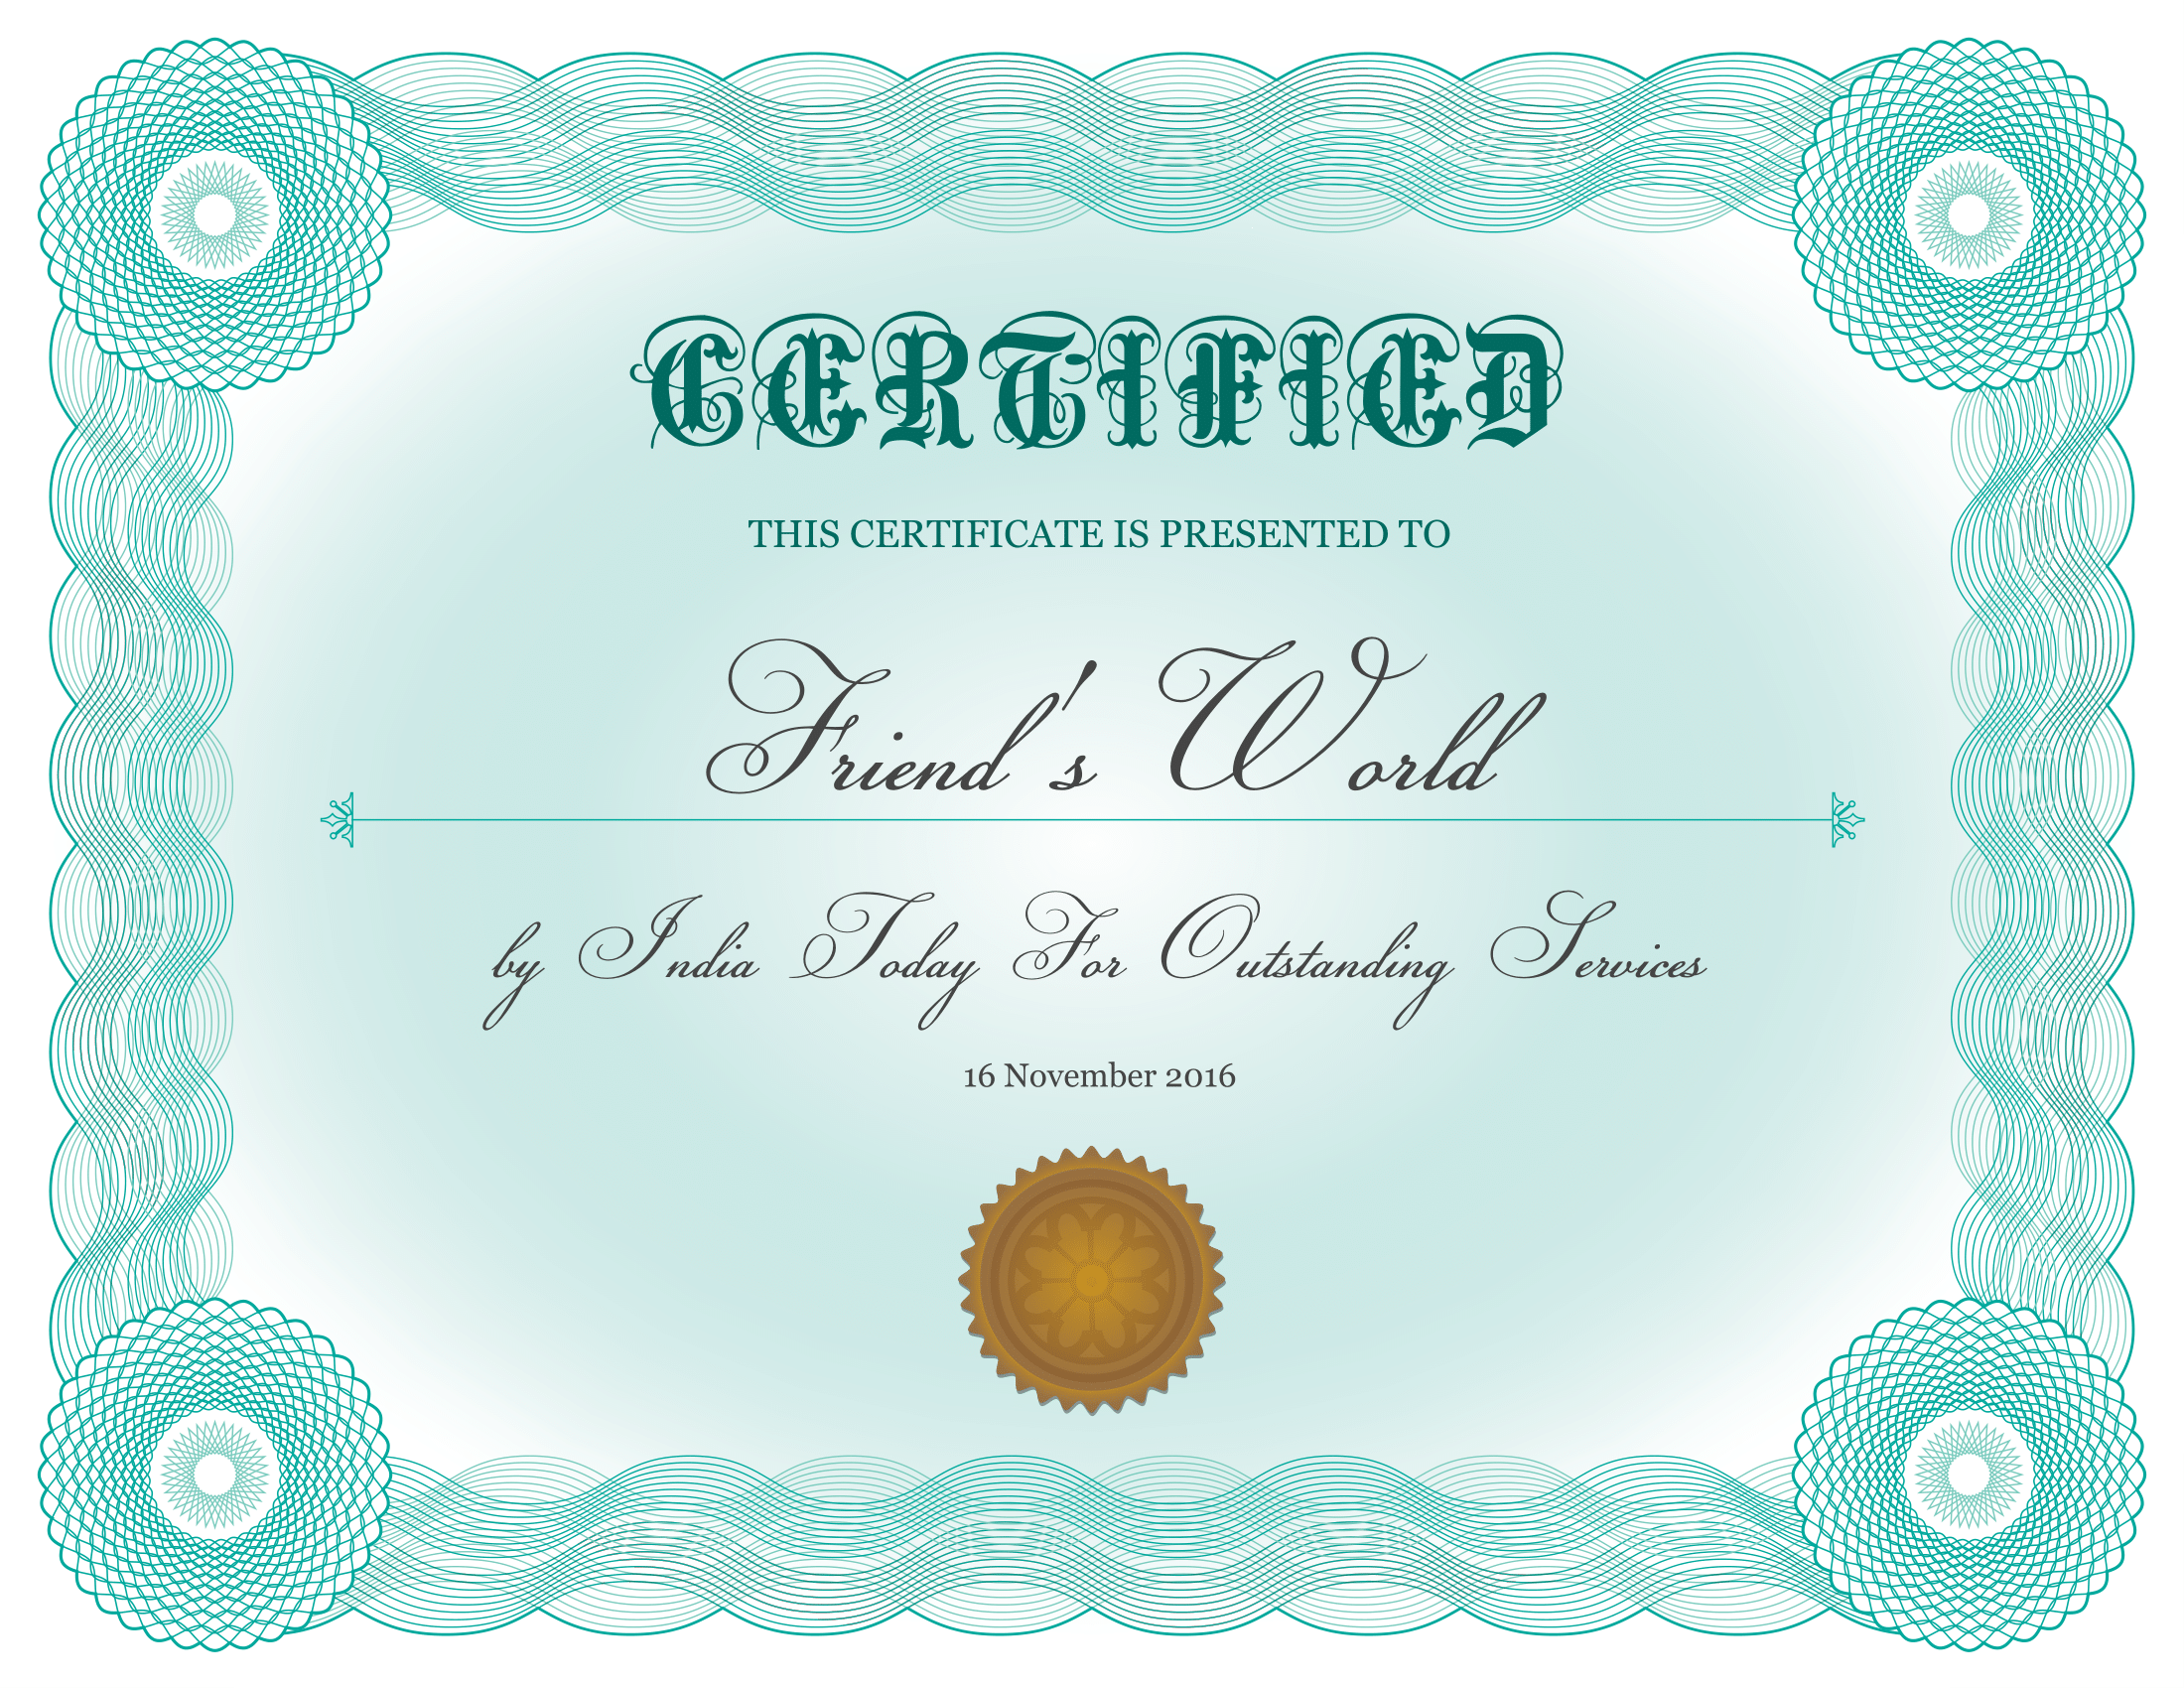 CERTIFIED
THIS CERTIFICATE IS PRESENTED TO
Friend's World
by India Today For Outstanding Services
16 November 2016